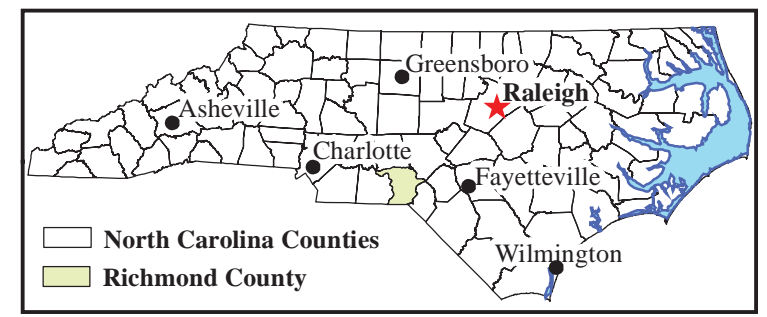 Greensboro
Raleigh
Asheville
Charlotte
Fayetteville
North Carolina Counties
Wilmington
Richmond County